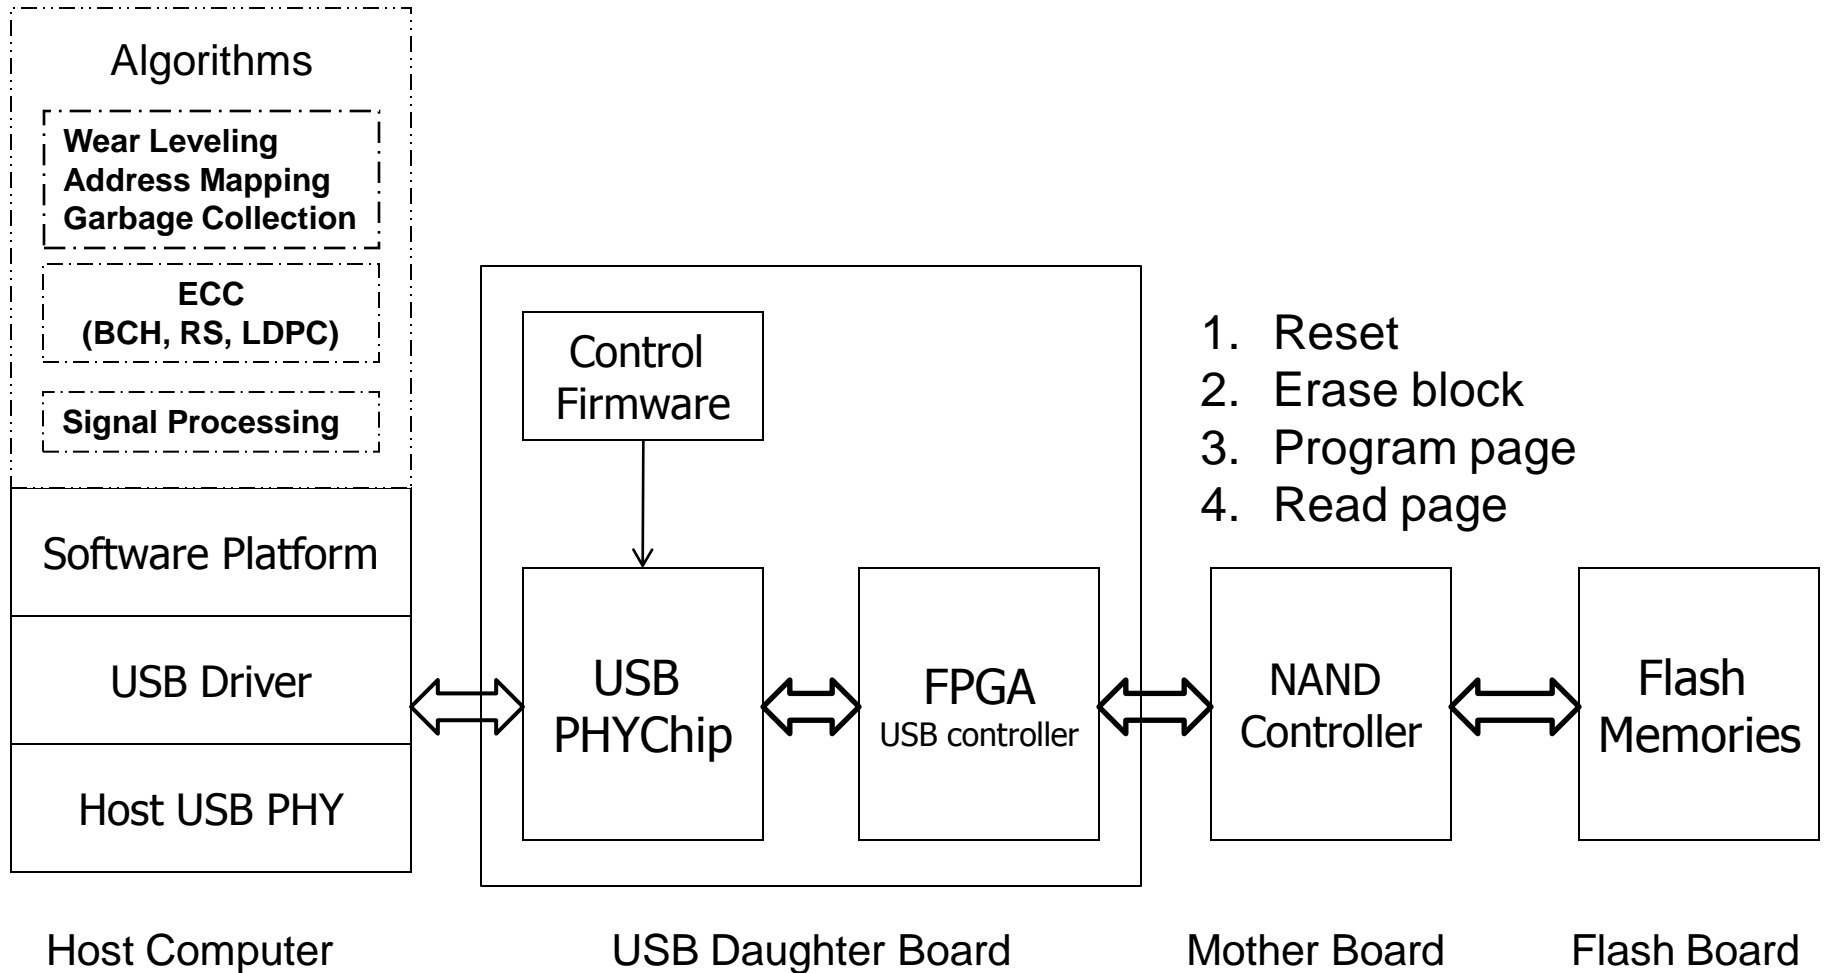 Algorithms
Wear Leveling
Address Mapping
Garbage Collection
ECC
(BCH, RS, LDPC)
Signal Processing
Software Platform
USB Driver
Host USB PHY
Host Computer
Control
Firmware
USB
PHYChip
FPGA
USB controller
USB Daughter Board
1. Reset
2. Erase block
3. Program page
4. Read page
NAND
Controller
Mother Board
Flash
Memories
Flash Board